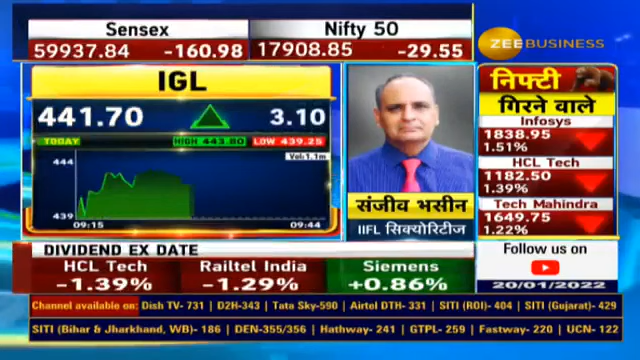 Sensex
59937.84 -160.98
Nifty 50
17908.85 -29.55
ZEE BUSINESS
IGL
441.70 3.10
TODAY HIGH 443.80 LOW 439.25
Vol:1.1m
444
439
09:15 09:44
संजीव भसीन
IIFL सिक्योरिटीज
निफ्टी
गिरने वाले
Infosys
1838.95
1.51%
HCL Tech
1182.50
1.39%
Tech Mahindra
1649.75
1.22%
DIVIDEND EX DATE
HCL Tech Railtel India Siemens
-1.39% -1.29% +0.86%
Follow us on
20/01/2022
Channel available on: Dish TV- 731 | D2H-343 | Tata Sky-590 | Airtel DTH- 331 | SITI (ROI)- 404 | SITI (Gujarat)- 429
SITI (Bihar & Jharkhand, WB)- 186 | DEN-355/356 | Hathway- 241 | GTPL- 259 | Fastway- 220 | UCN- 122